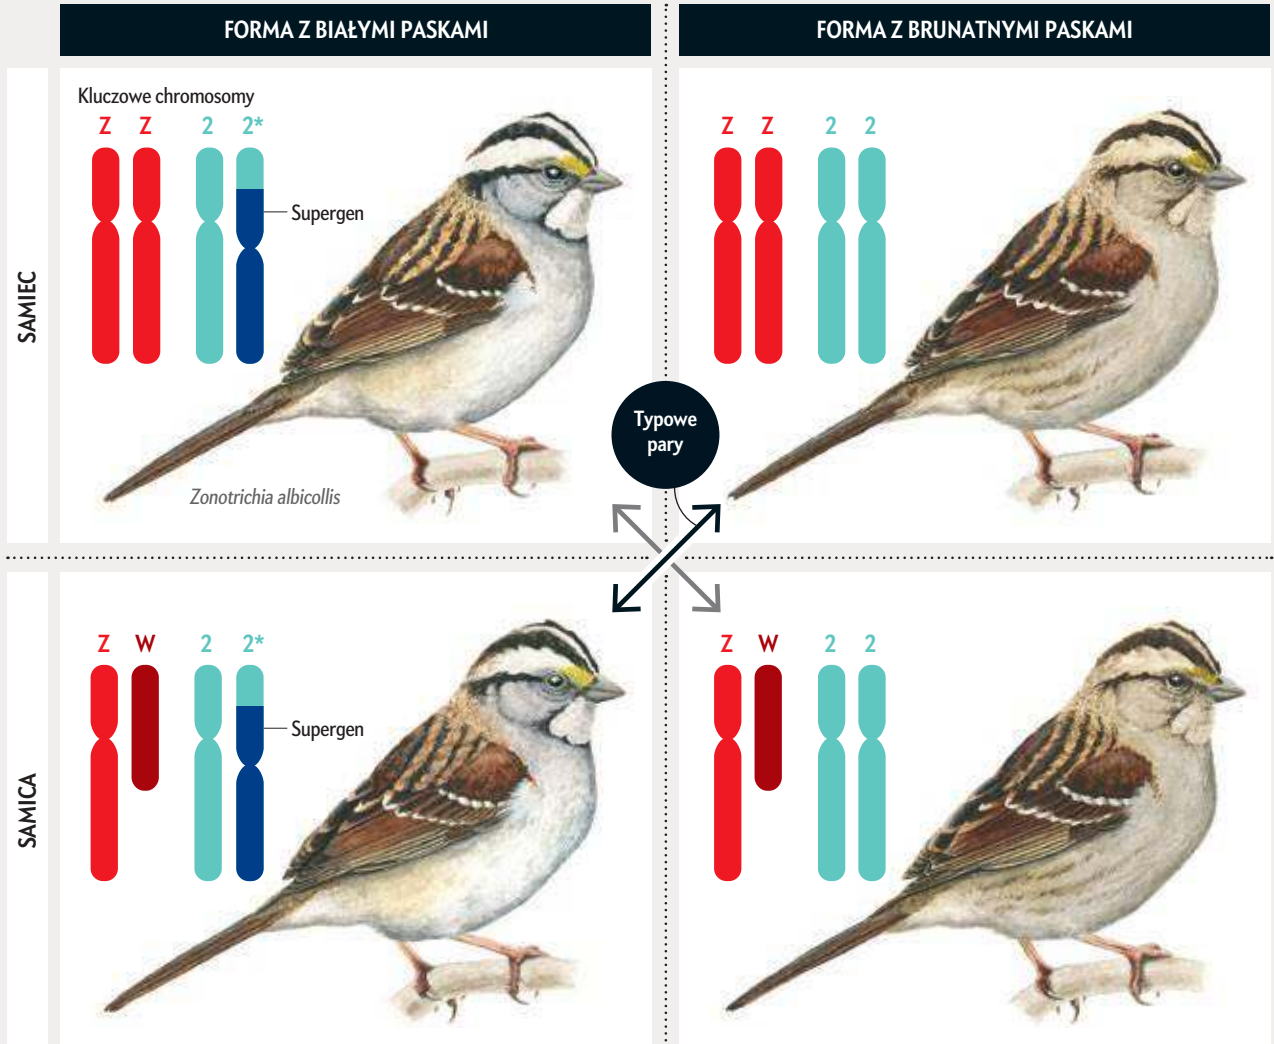 FORMA Z BIAŁYMI PASKAMI
FORMA Z BRUNATNYMI PASKAMI
SAMIEC
Kluczowe chromosomy
Z Z 2 2*
Supergen
Zonotrichia albicollis
Z Z 2 2
Typowe
pary
SAMICA
Z W 2 2*
Supergen
Z W 2 2